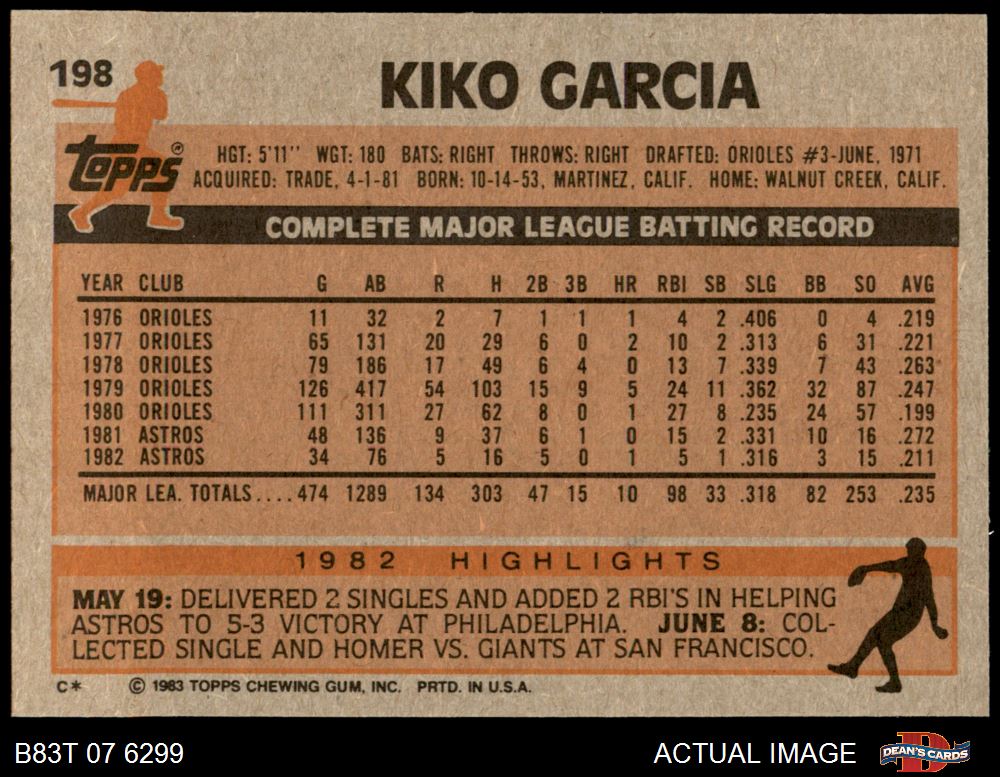 198
KIKO GARCIA
topps®
HGT: 5'11" WGT: 180 BATS: RIGHT THROWS: RIGHT DRAFTED: ORIOLES #3-JUNE, 1971
ACQUIRED: TRADE, 4-1-81 BORN: 10-14-53, MARTINEZ, CALIF. HOME: WALNUT CREEK, CALIF.
COMPLETE MAJOR LEAGUE BATTING RECORD
YEAR CLUB G AB R H 2B 3B HR RBI SB SLG BB SO AVG
1976 ORIOLES 11 32 2 7 1 1 1 4 2 .406 0 4 .219
1977 ORIOLES 65 131 20 29 6 0 2 10 2 .313 6 31 .221
1978 ORIOLES 79 186 17 49 6 4 0 13 7 .339 7 43 .263
1979 ORIOLES 126 417 54 103 15 9 5 24 11 .362 32 87 .247
1980 ORIOLES 111 311 27 62 8 0 1 27 8 .235 24 57 .199
1981 ASTROS 48 136 9 37 6 1 0 15 2 .331 10 16 .272
1982 ASTROS 34 76 5 16 5 0 1 5 1 .316 3 15 .211
MAJOR LEA. TOTALS....474 1289 134 303 47 15 10 98 33 .318 82 253 .235
1982 HIGHLIGHTS
MAY 19: DELIVERED 2 SINGLES AND ADDED 2 RBI'S IN HELPING
ASTROS TO 5-3 VICTORY AT PHILADELPHIA. JUNE 8: COL-
LECTED SINGLE AND HOMER VS. GIANTS AT SAN FRANCISCO.
C* © 1983 TOPPS CHEWING GUM, INC. PRTD. IN U.S.A.
B83T 07 6299
ACTUAL IMAGE
DEAN'S CARDS